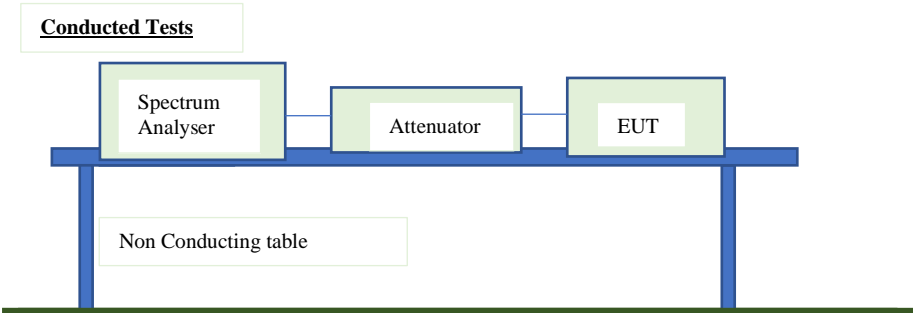 Conducted Tests
Spectrum
Analyser
Attenuator
EUT
Non Conducting table